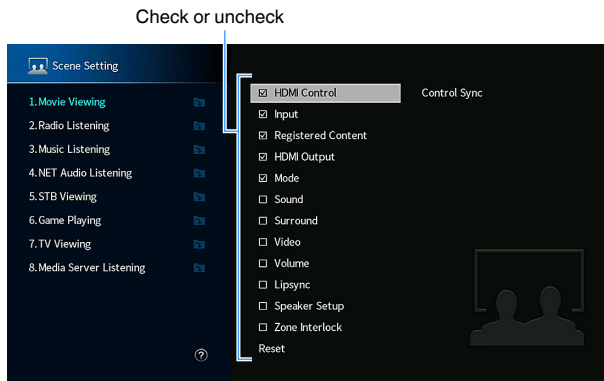 Check or uncheck
Scene Setting
1.Movie Viewing
2.Radio Listening
3.Music Listening
4.NET Audio Listening
5.STB Viewing
6.Game Playing
7.TV Viewing
8.Media Server Listening
?
HDMI Control
Control Sync
Input
Registered Content
HDMI Output
Mode
Sound
Surround
Video
Volume
Lipsync
Speaker Setup
Zone Interlock
Reset